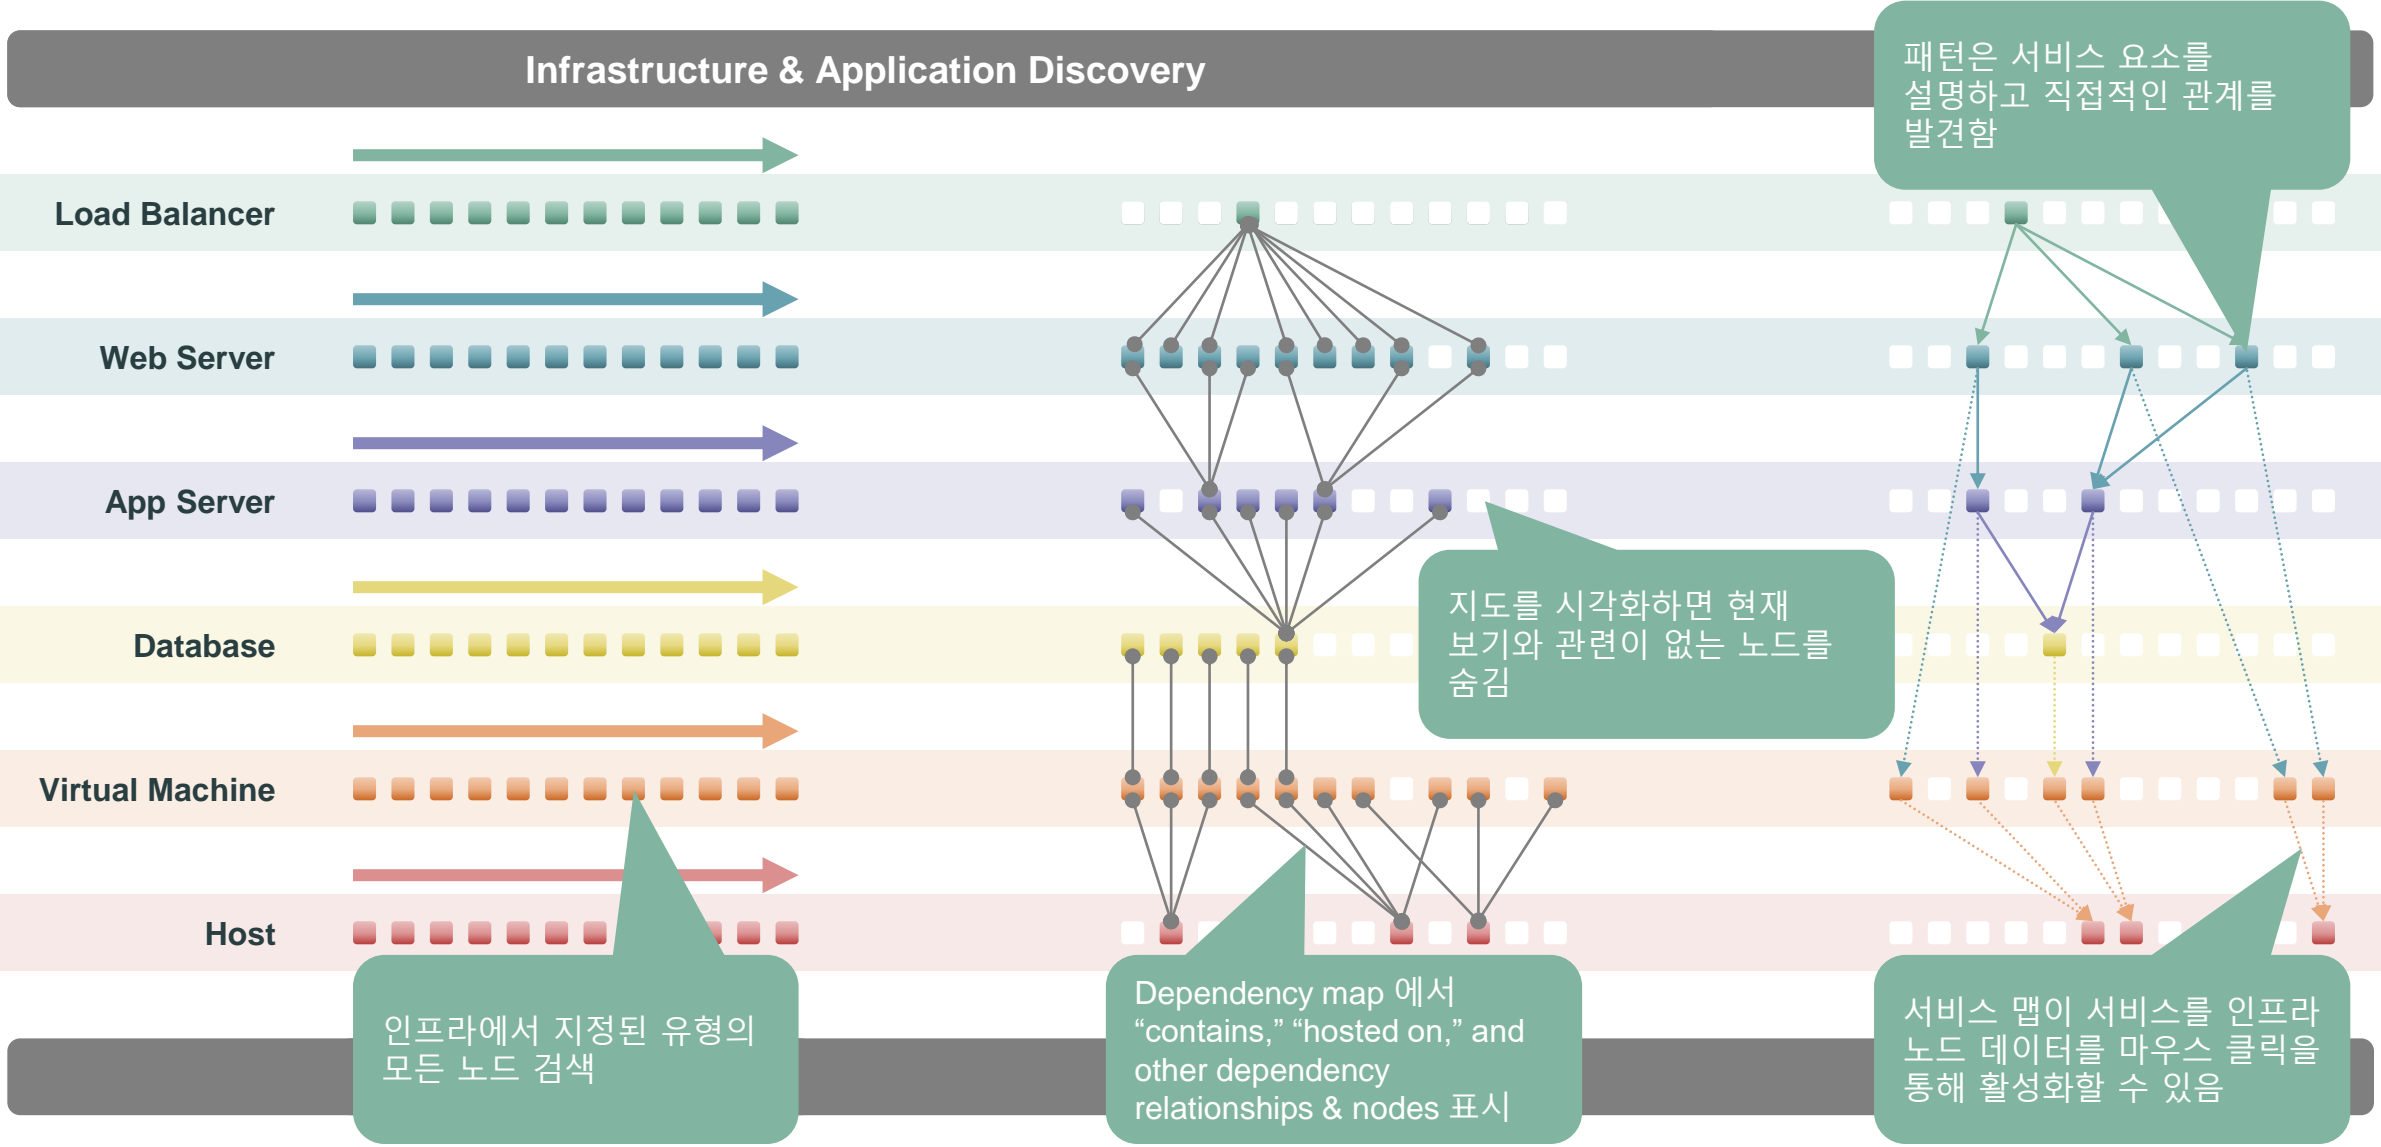 Infrastructure & Application Discovery
패턴은 서비스 요소를
설명하고 직접적인 관계를
발견함
Load Balancer
Web Server
App Server
Database
Virtual Machine
Host
지도를 시각화하면 현재
보기와 관련이 없는 노드를
숨김
인프라에서 지정된 유형의
모든 노드 검색
Dependency map 에서
“contains,” “hosted on,” and
other dependency
relationships & nodes 표시
서비스 맵이 서비스를 인프라
노드 데이터를 마우스 클릭을
통해 활성화할 수 있음